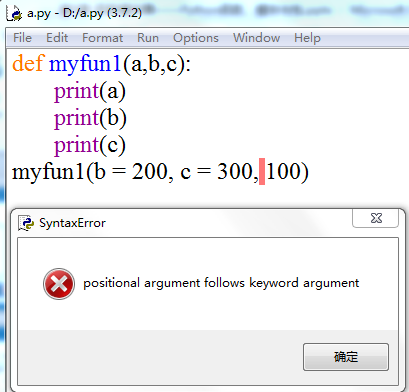 a.py - D:/a.py (3.7.2)
File Edit Format Run Options Window Help
def myfun1(a,b,c):
print(a)
print(b)
print(c)
myfun1(b = 200, c = 300, 100)
SyntaxError
positional argument follows keyword argument
确定